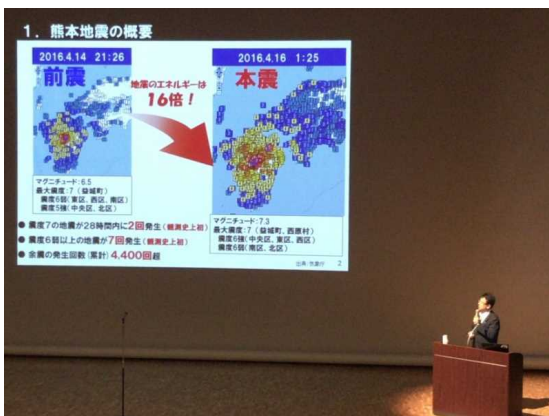 1．熊本地震の概要
2016.4.14 21:26
前震
地震のエネルギーは
16倍！
2016.4.16 1:25
本震
マグニチュード：6.5
最大震度：7（益城町）
震度6弱（東区、西区、南区）
震度5強（中央区、北区）
マグニチュード：7.3
最大震度：7（益城町、西原村）
震度6強（中央区、東区、西区）
震度6弱（南区、北区）
● 震度7の地震が28時間内に2回発生（観測史上初）
● 震度6弱以上の地震が7回発生（観測史上初）
● 余震の発生回数（累計）4,400回超
出典：気象庁
2